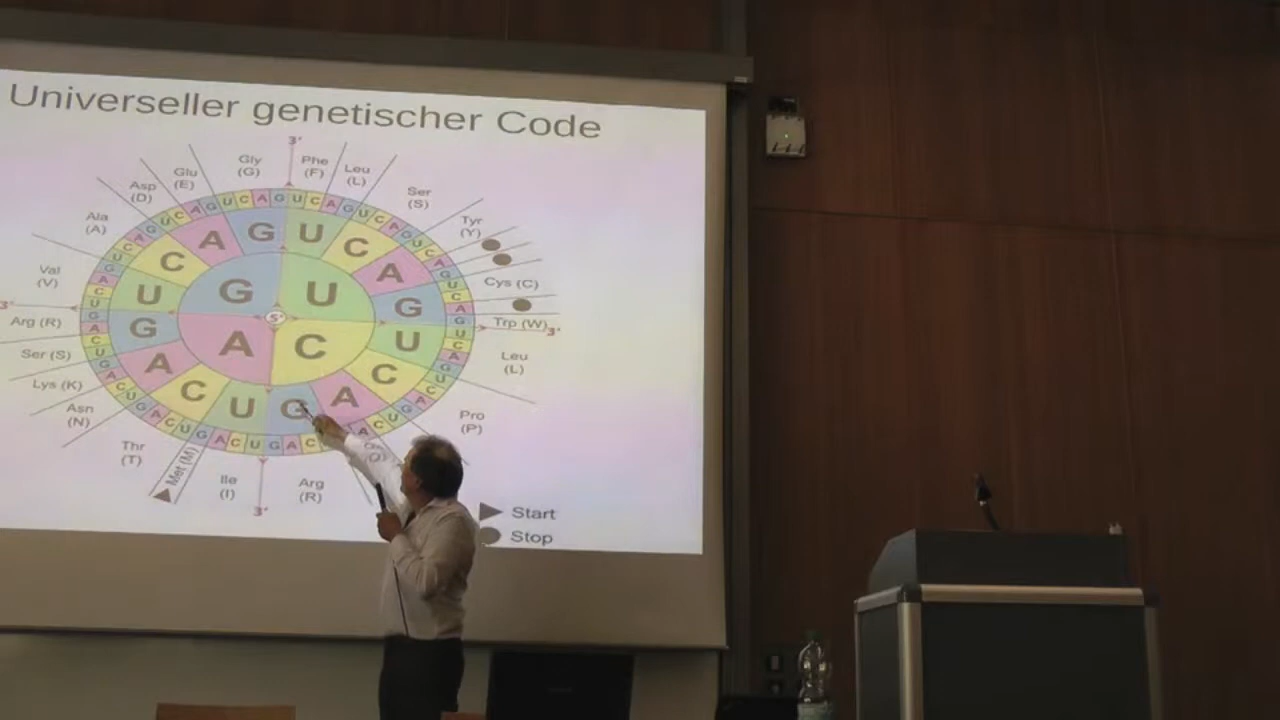 Universeller genetischer Code
3'
Gly
(G)
Phe
(F)
Leu
(L)
Glu
(E)
Asp
(D)
Ser
(S)
Ala
(A)
Tyr
(Y)
Val
(V)
Cys (C)
3'
Arg (R)
Trp (W)
3'
Ser (S)
Leu
(L)
Lys (K)
Asn
(N)
Pro
(P)
Thr
(T)
Met (M)
Ile
(I)
Arg
(R)
3'
(Q)
G U
A C
5'
G U C A G U C A G U C A G U C A
Start
Stop